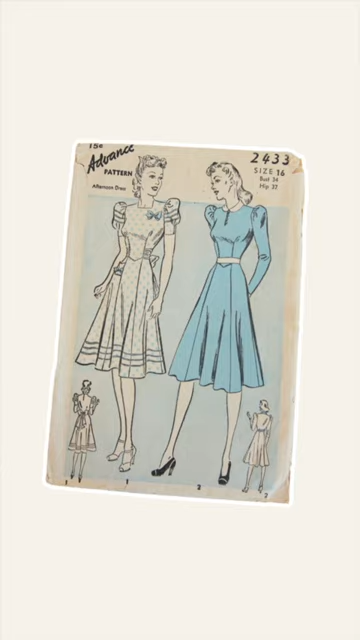 15¢
Advance
PATTERN
Afternoon Dress
2433
SIZE 16
Bust 34
Hip 37
1
1
2
2